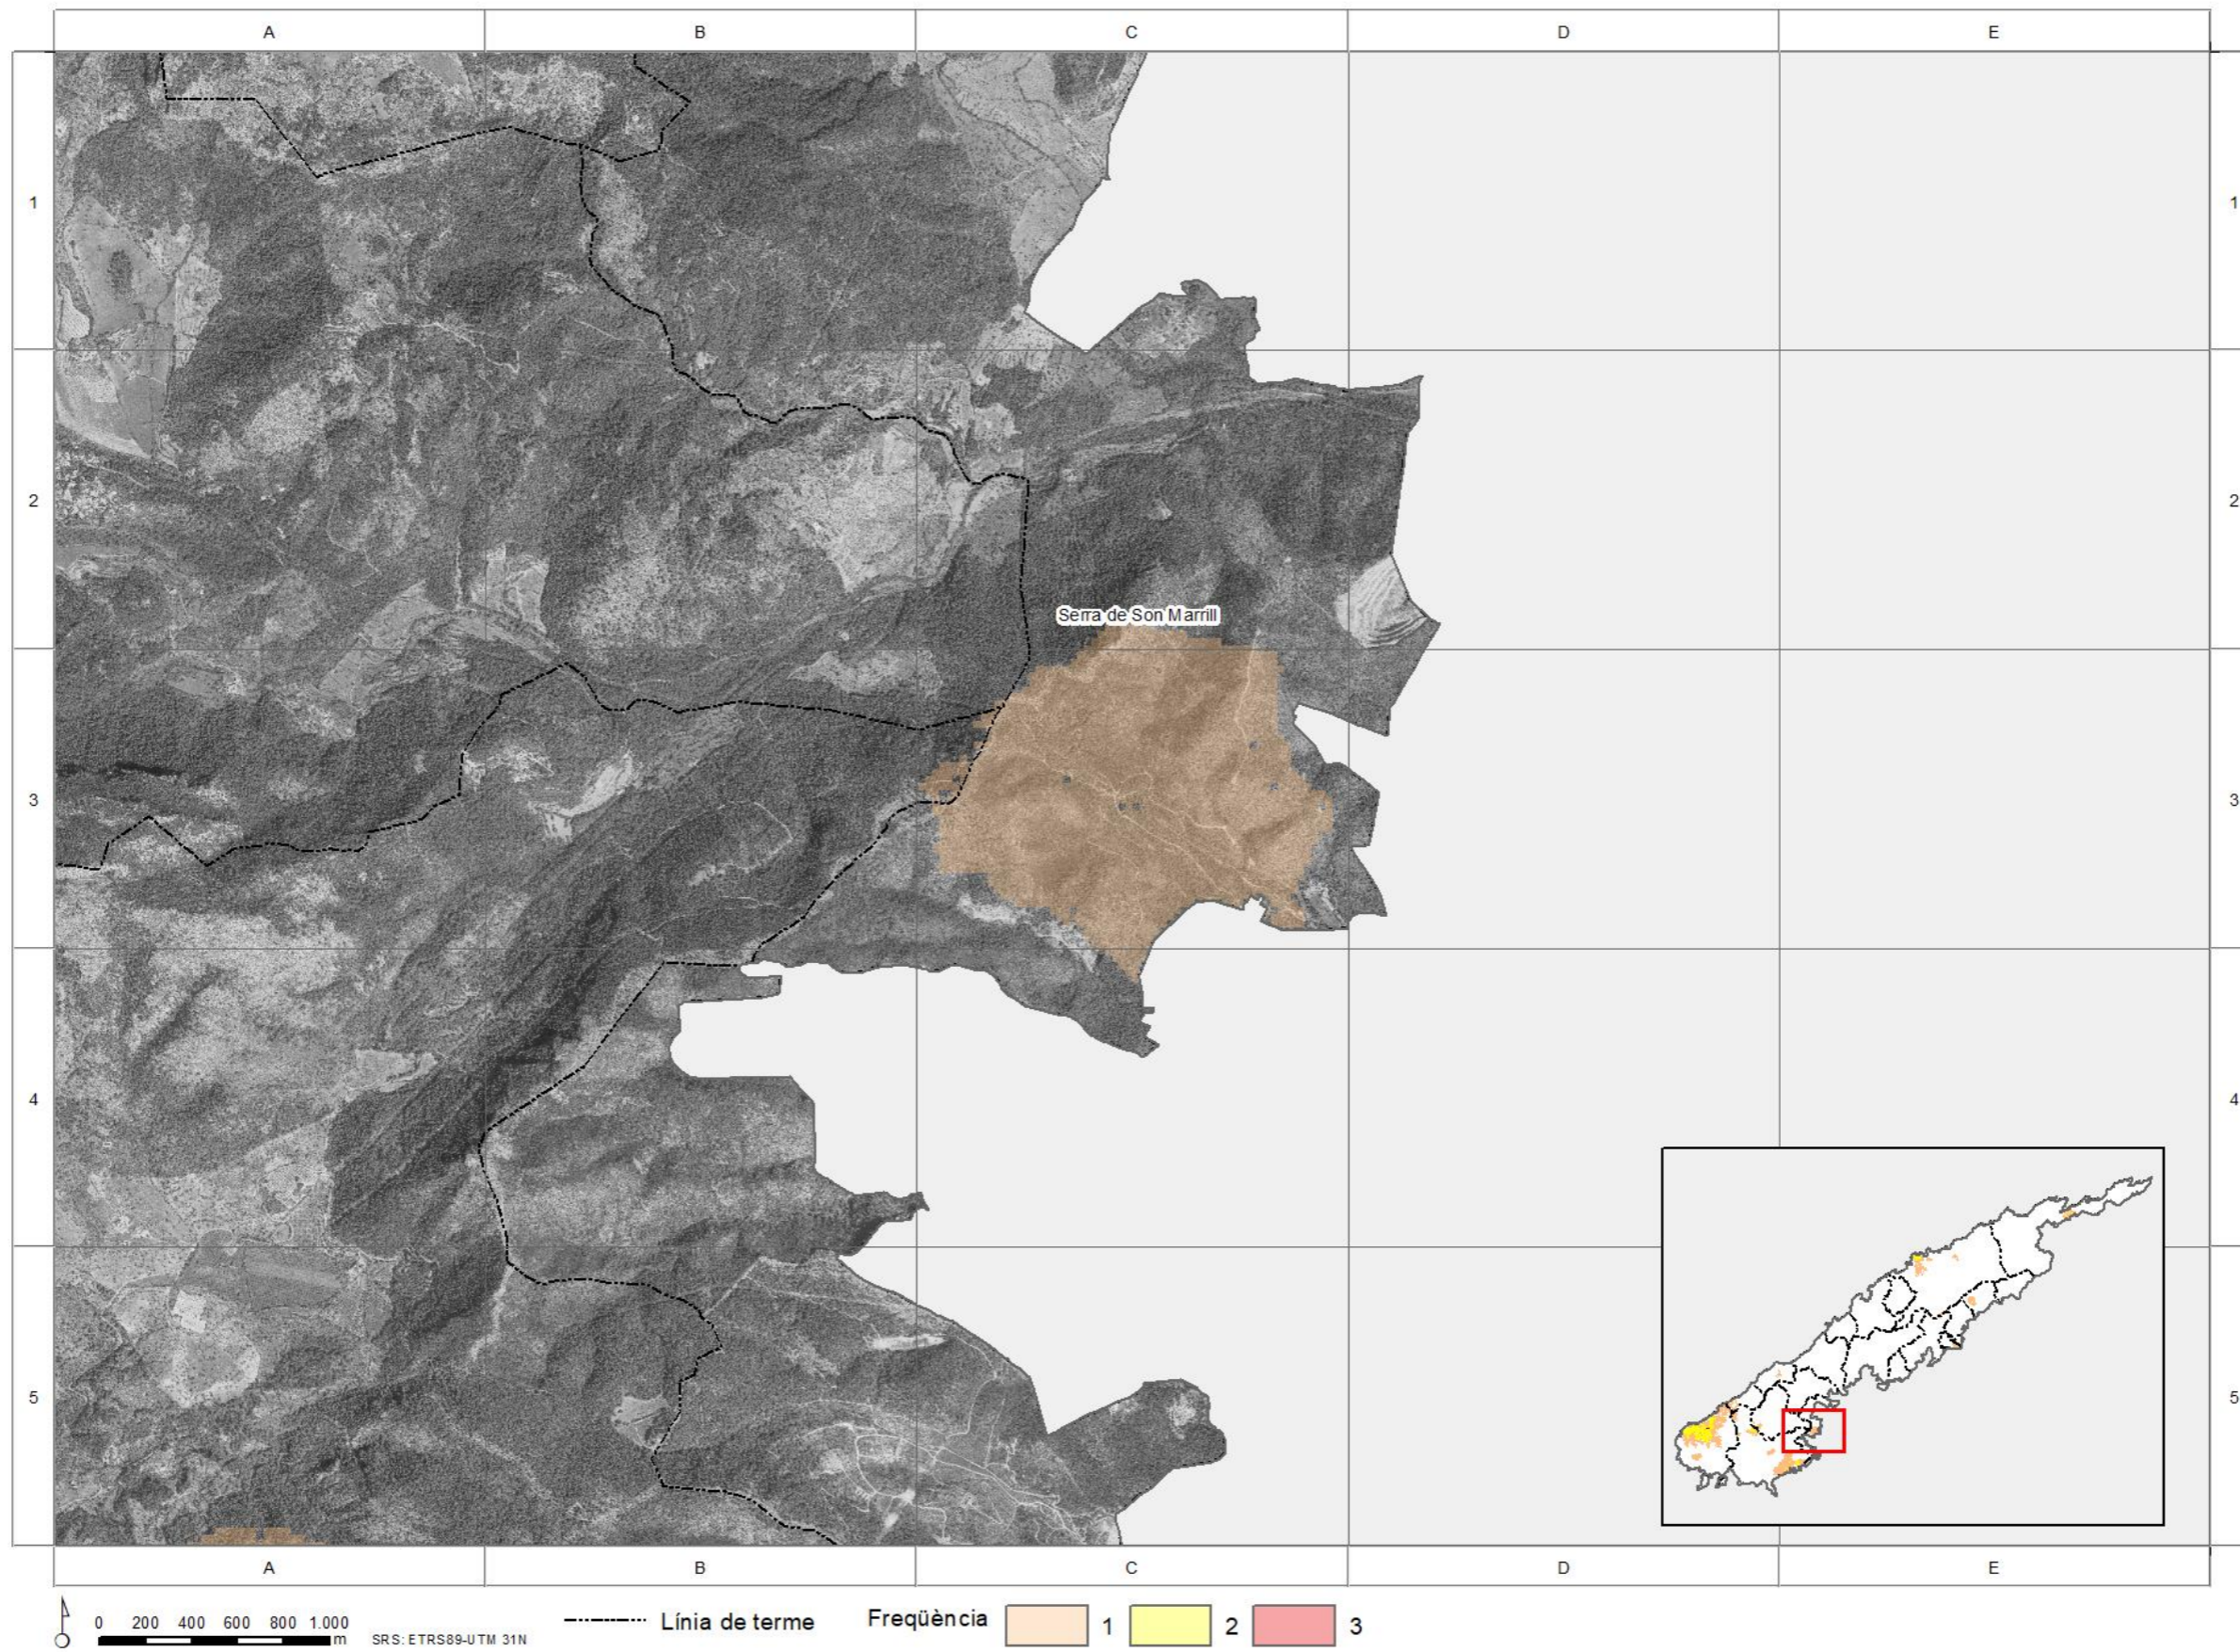 A B C D E
1 1
2 2
Serra de Son Marrill
3 3
4 4
5 5
A B C D E
0 200 400 600 800 1.000
m
SRS: ETRS89-UTM 31N
Línia de terme
Freqüència 1 2 3